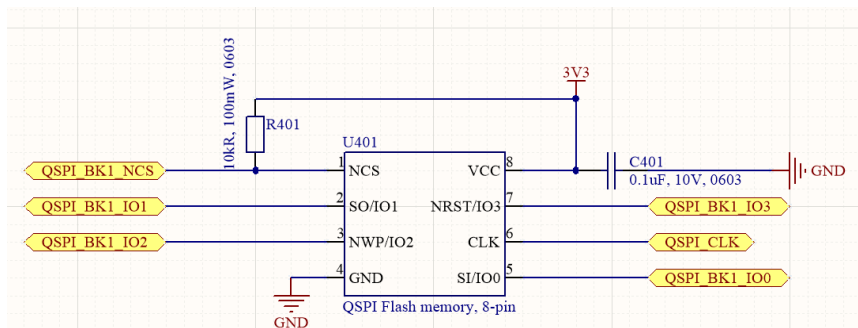 10kR, 100mW, 0603
R401
3V3
U401
QSPI_BK1_NCS
1
NCS
VCC
8
C401
0.1uF, 10V, 0603
GND
QSPI_BK1_IO1
2
SO/IO1
NRST/IO3
7
QSPI_BK1_IO3
QSPI_BK1_IO2
3
NWP/IO2
CLK
6
QSPI_CLK
4
GND
SI/IO0
5
QSPI_BK1_IO0
GND
QSPI Flash memory, 8-pin